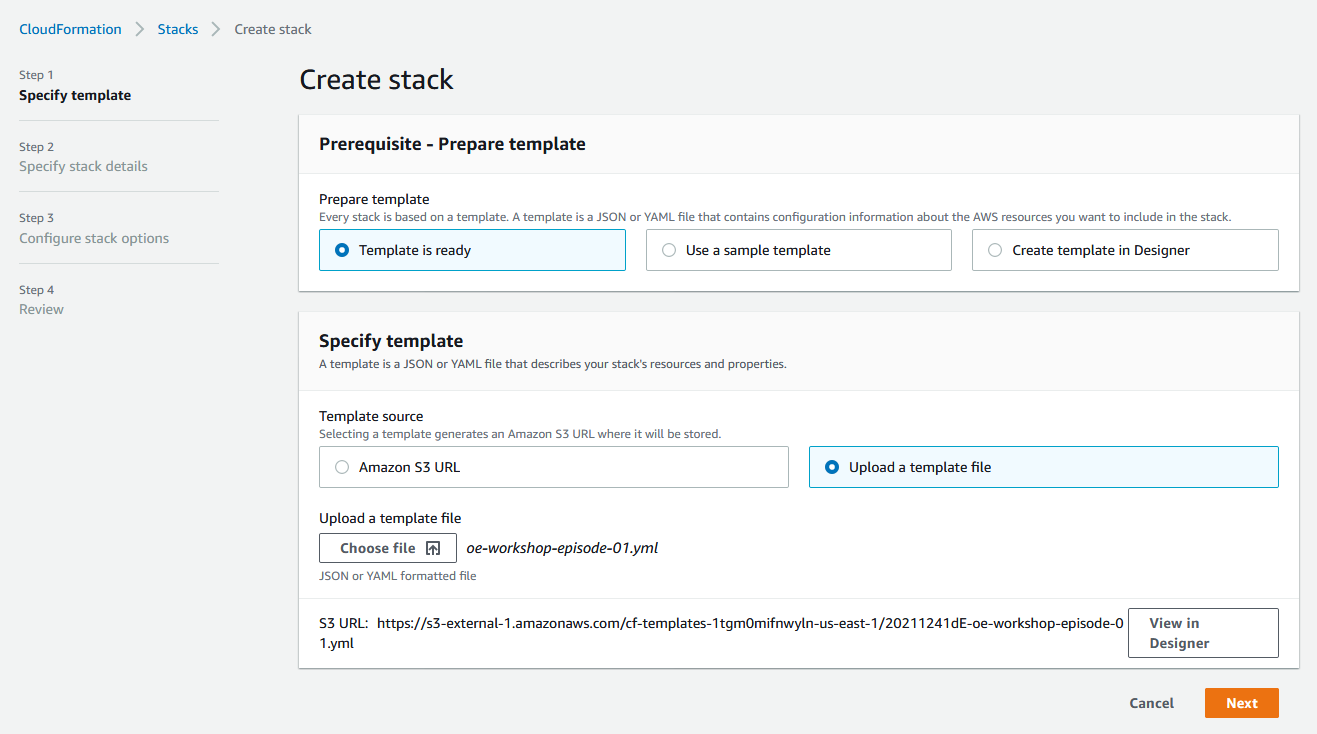 CloudFormation > Stacks > Create stack
Step 1
Specify template
Step 2
Specify stack details
Step 3
Configure stack options
Step 4
Review
Create stack
Prerequisite - Prepare template
Prepare template
Every stack is based on a template. A template is a JSON or YAML file that contains configuration information about the AWS resources you want to include in the stack.
Template is ready
Use a sample template
Create template in Designer
Specify template
A template is a JSON or YAML file that describes your stack's resources and properties.
Template source
Selecting a template generates an Amazon S3 URL where it will be stored.
Amazon S3 URL
Upload a template file
Upload a template file
Choose file
oe-workshop-episode-01.yml
JSON or YAML formatted file
S3 URL: https://s3-external-1.amazonaws.com/cf-templates-1tgm0mifnwyln-us-east-1/20211241dE-oe-workshop-episode-0
1.yml
View in
Designer
Cancel
Next